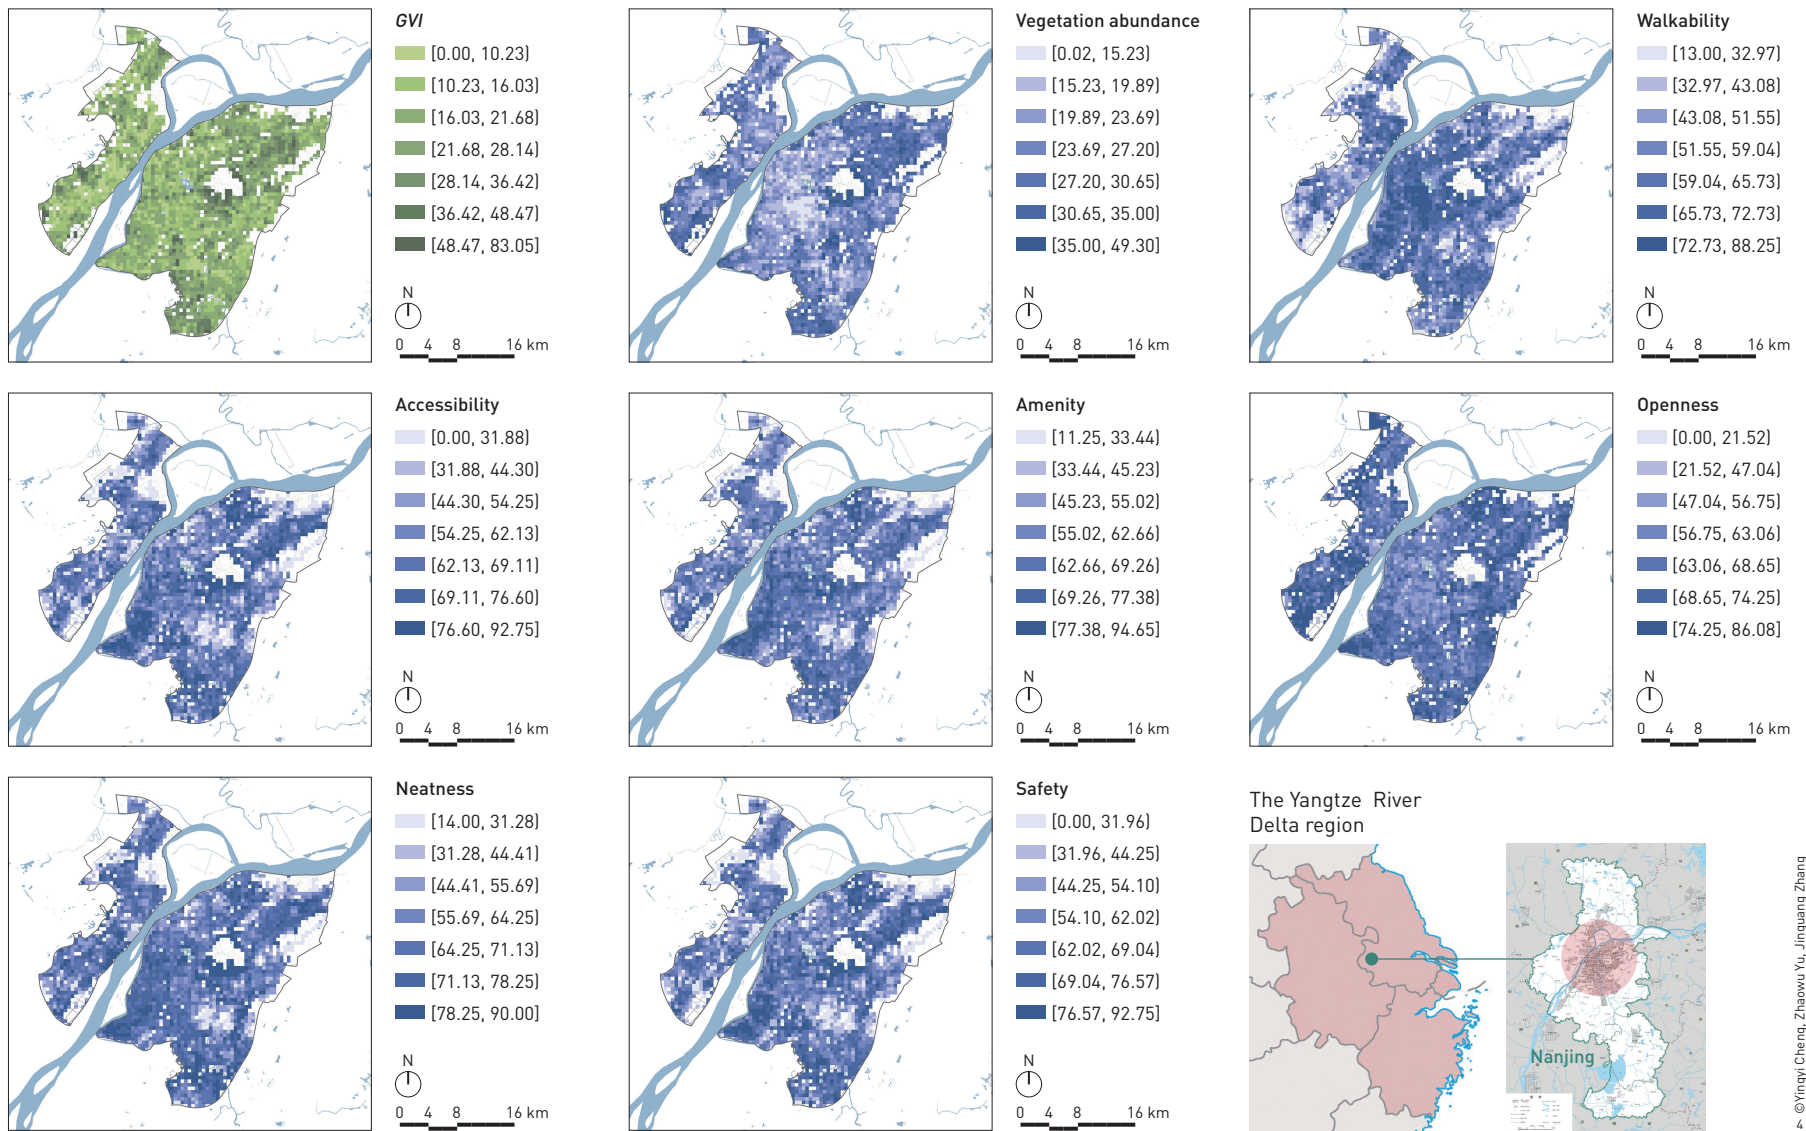 GVI
[0.00, 10.23)
[10.23, 16.03)
[16.03, 21.68)
[21.68, 28.14)
[28.14, 36.42)
[36.42, 48.47)
[48.47, 83.05]
N
0 4 8 16 km
Vegetation abundance
[0.02, 15.23)
[15.23, 19.89)
[19.89, 23.69)
[23.69, 27.20)
[27.20, 30.65)
[30.65, 35.00)
[35.00, 49.30]
N
0 4 8 16 km
Walkability
[13.00, 32.97)
[32.97, 43.08)
[43.08, 51.55)
[51.55, 59.04)
[59.04, 65.73)
[65.73, 72.73)
[72.73, 88.25]
N
0 4 8 16 km
Accessibility
[0.00, 31.88)
[31.88, 44.30)
[44.30, 54.25)
[54.25, 62.13)
[62.13, 69.11)
[69.11, 76.60)
[76.60, 92.75]
N
0 4 8 16 km
Amenity
[11.25, 33.44)
[33.44, 45.23)
[45.23, 55.02)
[55.02, 62.66)
[62.66, 69.26)
[69.26, 77.38)
[77.38, 94.65]
N
0 4 8 16 km
Openness
[0.00, 21.52)
[21.52, 47.04)
[47.04, 56.75)
[56.75, 63.06)
[63.06, 68.65)
[68.65, 74.25)
[74.25, 86.08]
N
0 4 8 16 km
Neatness
[14.00, 31.28)
[31.28, 44.41)
[44.41, 55.69)
[55.69, 64.25)
[64.25, 71.13)
[71.13, 78.25)
[78.25, 90.00]
N
0 4 8 16 km
Safety
[0.00, 31.96)
[31.96, 44.25)
[44.25, 54.10)
[54.10, 62.02)
[62.02, 69.04)
[69.04, 76.57)
[76.57, 92.75]
N
0 4 8 16 km
The Yangtze River
Delta region
Nanjing
©Yingyi Cheng, Zhaowu Yu, Jinguang Zhang
4